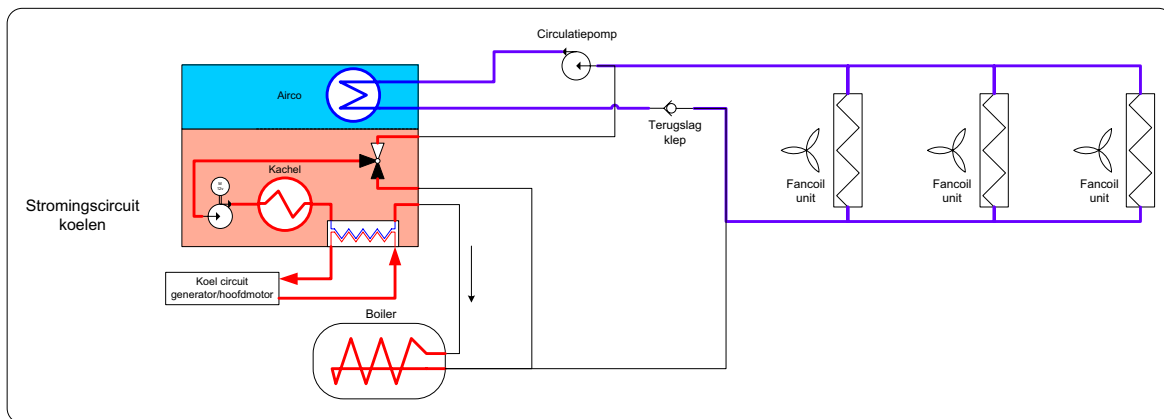 Circulatiepomp
Airco
Terugslag
klep
Kachel
Fancoil
unit
Fancoil
unit
Fancoil
unit
Stromingscircuit
koelen
Koel circuit
generator/hoofdmotor
Boiler